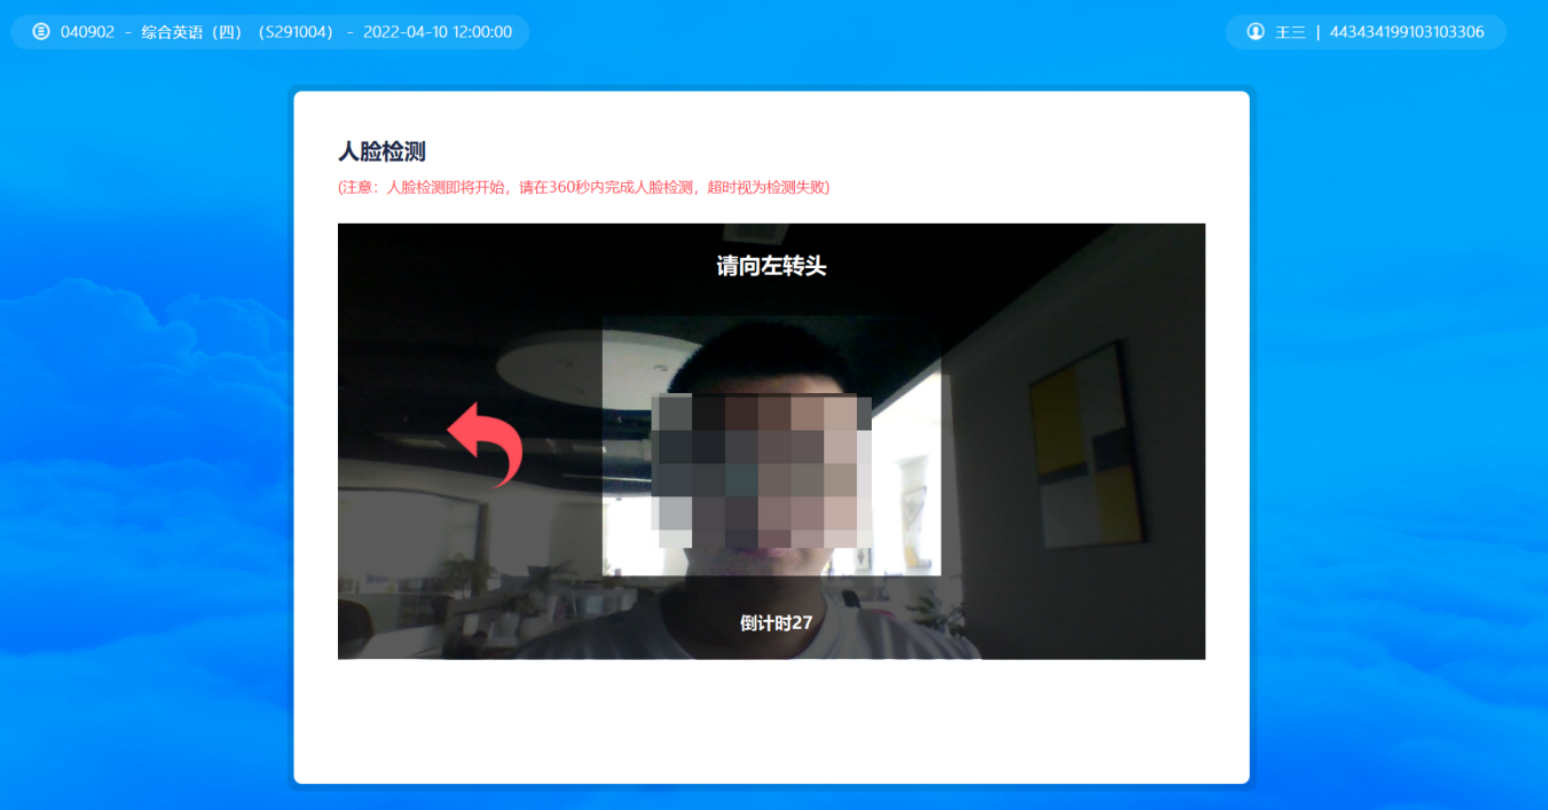 040902 - 综合英语（四）（S291004） - 2022-04-10 12:00:00
王三 | 443434199103103306
人脸检测
(注意：人脸检测即将开始，请在360秒内完成人脸检测，超时视为检测失败)
请向左转头
倒计时27